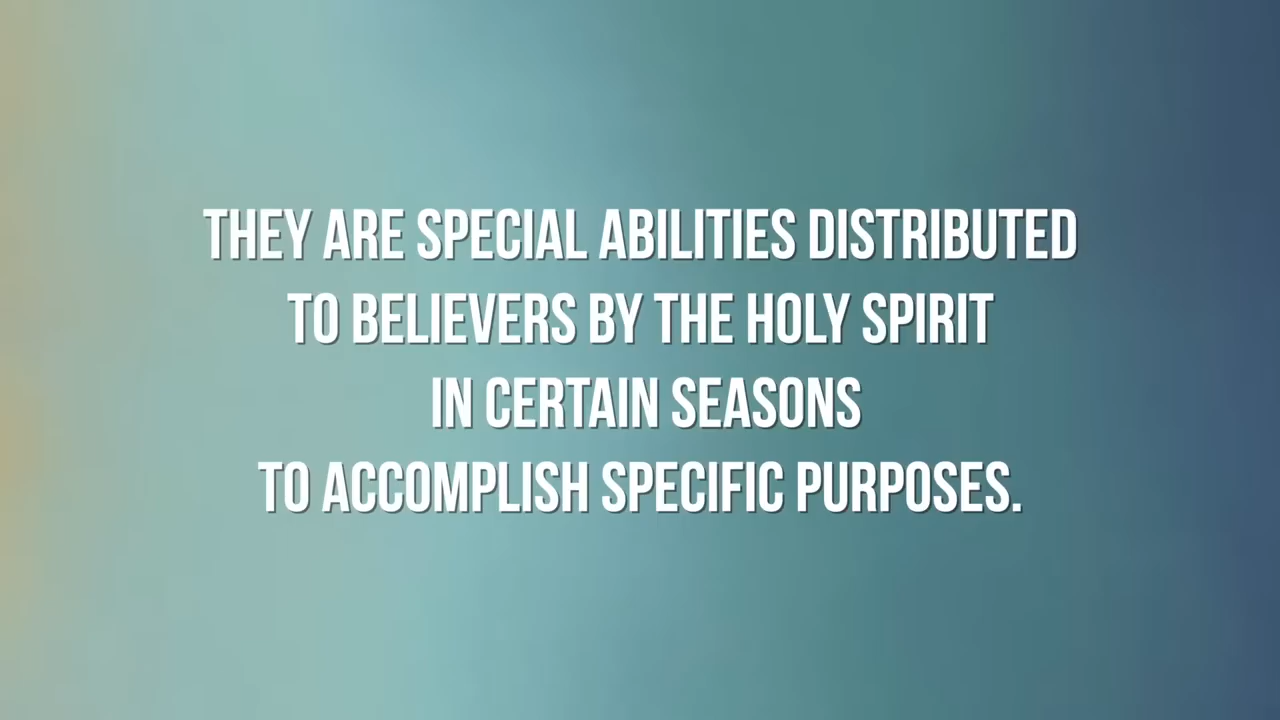 THEY ARE SPECIAL ABILITIES DISTRIBUTED
TO BELIEVERS BY THE HOLY SPIRIT
IN CERTAIN SEASONS
TO ACCOMPLISH SPECIFIC PURPOSES.